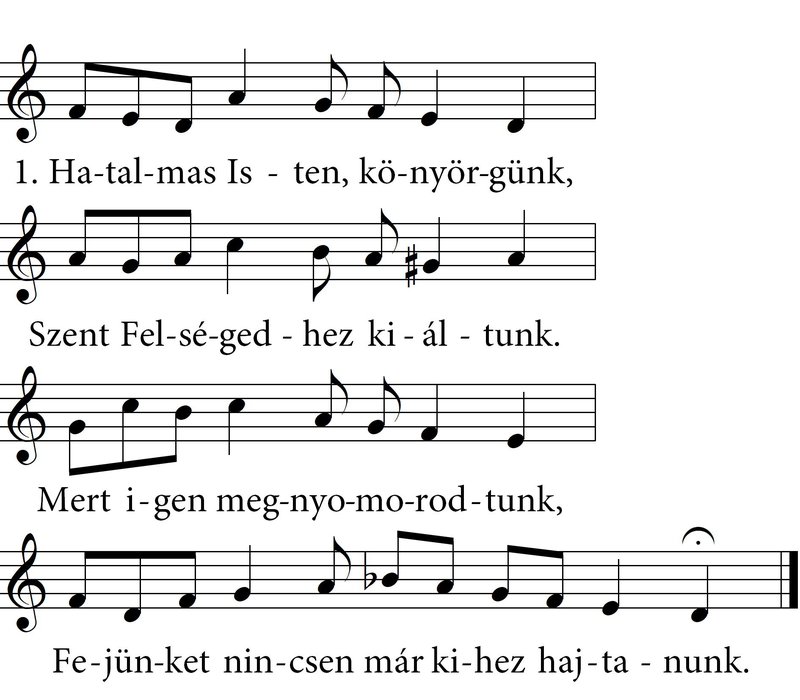 1. Ha-tal-mas Is - ten, kö-nyör-günk,
Szent Fel-sé-ged - hez ki - ál - tunk.
Mert i-gen meg-nyo-mo-rod-tunk,
Fe-jün-ket nin-csen már ki-hez haj-ta - nunk.